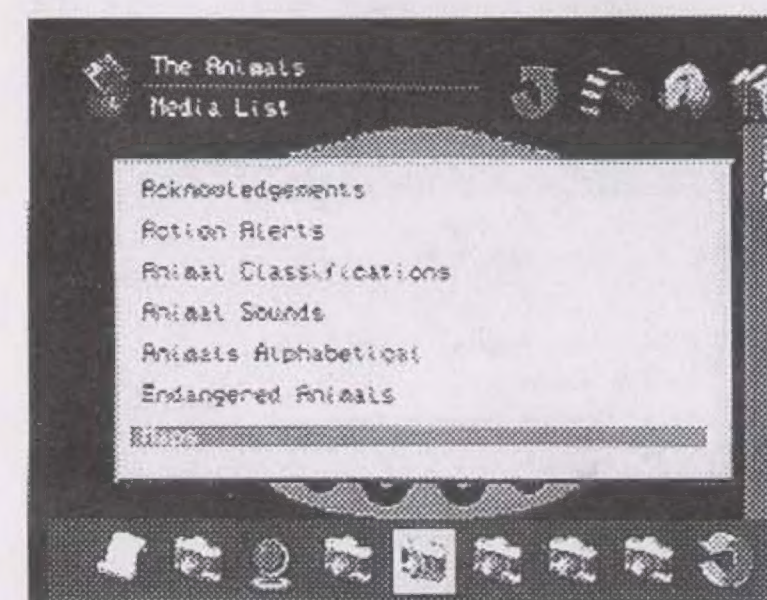 The Animals
Media List
Acknowledgements
Action Alerts
Animal Classifications
Animal Sounds
Animals Alphabetical
Endangered Animals